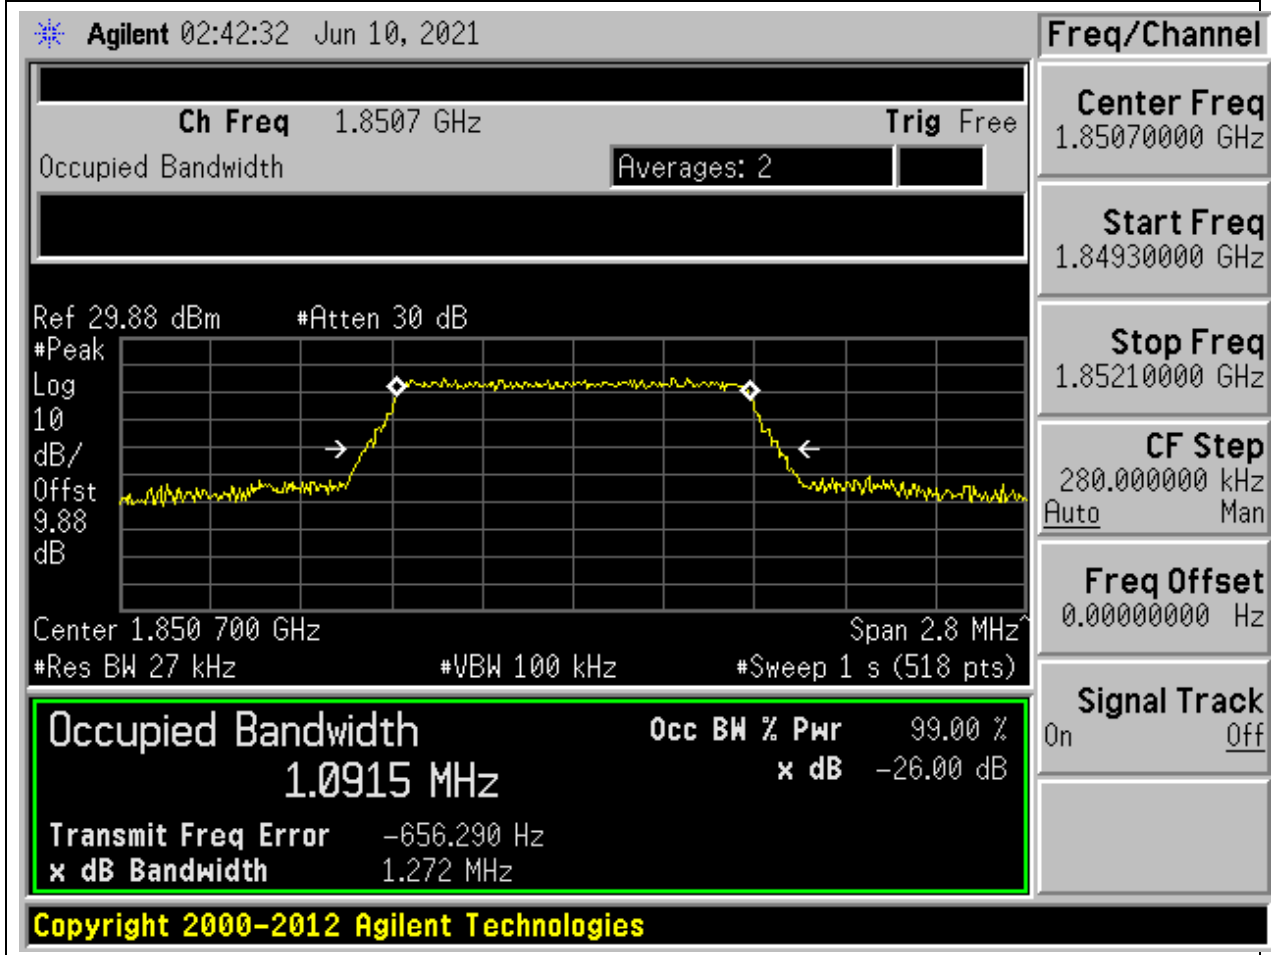 Agilent 02:42:32 Jun 10, 2021
Freq/Channel
Ch Freq 1.8507 GHz Trig Free
Occupied Bandwidth Averages: 2
Ref 29.88 dBm #Atten 30 dB
#Peak
Log
10
dB/
Offst
9.88
dB
Center 1.850 700 GHz Span 2.8 MHz^
#Res BW 27 kHz #VBW 100 kHz #Sweep 1 s (518 pts)
Occupied Bandwidth Occ BW % Pwr 99.00 %
1.0915 MHz x dB -26.00 dB
Transmit Freq Error -656.290 Hz
x dB Bandwidth 1.272 MHz
Center Freq
1.85070000 GHz
Start Freq
1.84930000 GHz
Stop Freq
1.85210000 GHz
CF Step
280.000000 kHz
Auto Man
Freq Offset
0.00000000 Hz
Signal Track
On Off
Copyright 2000-2012 Agilent Technologies